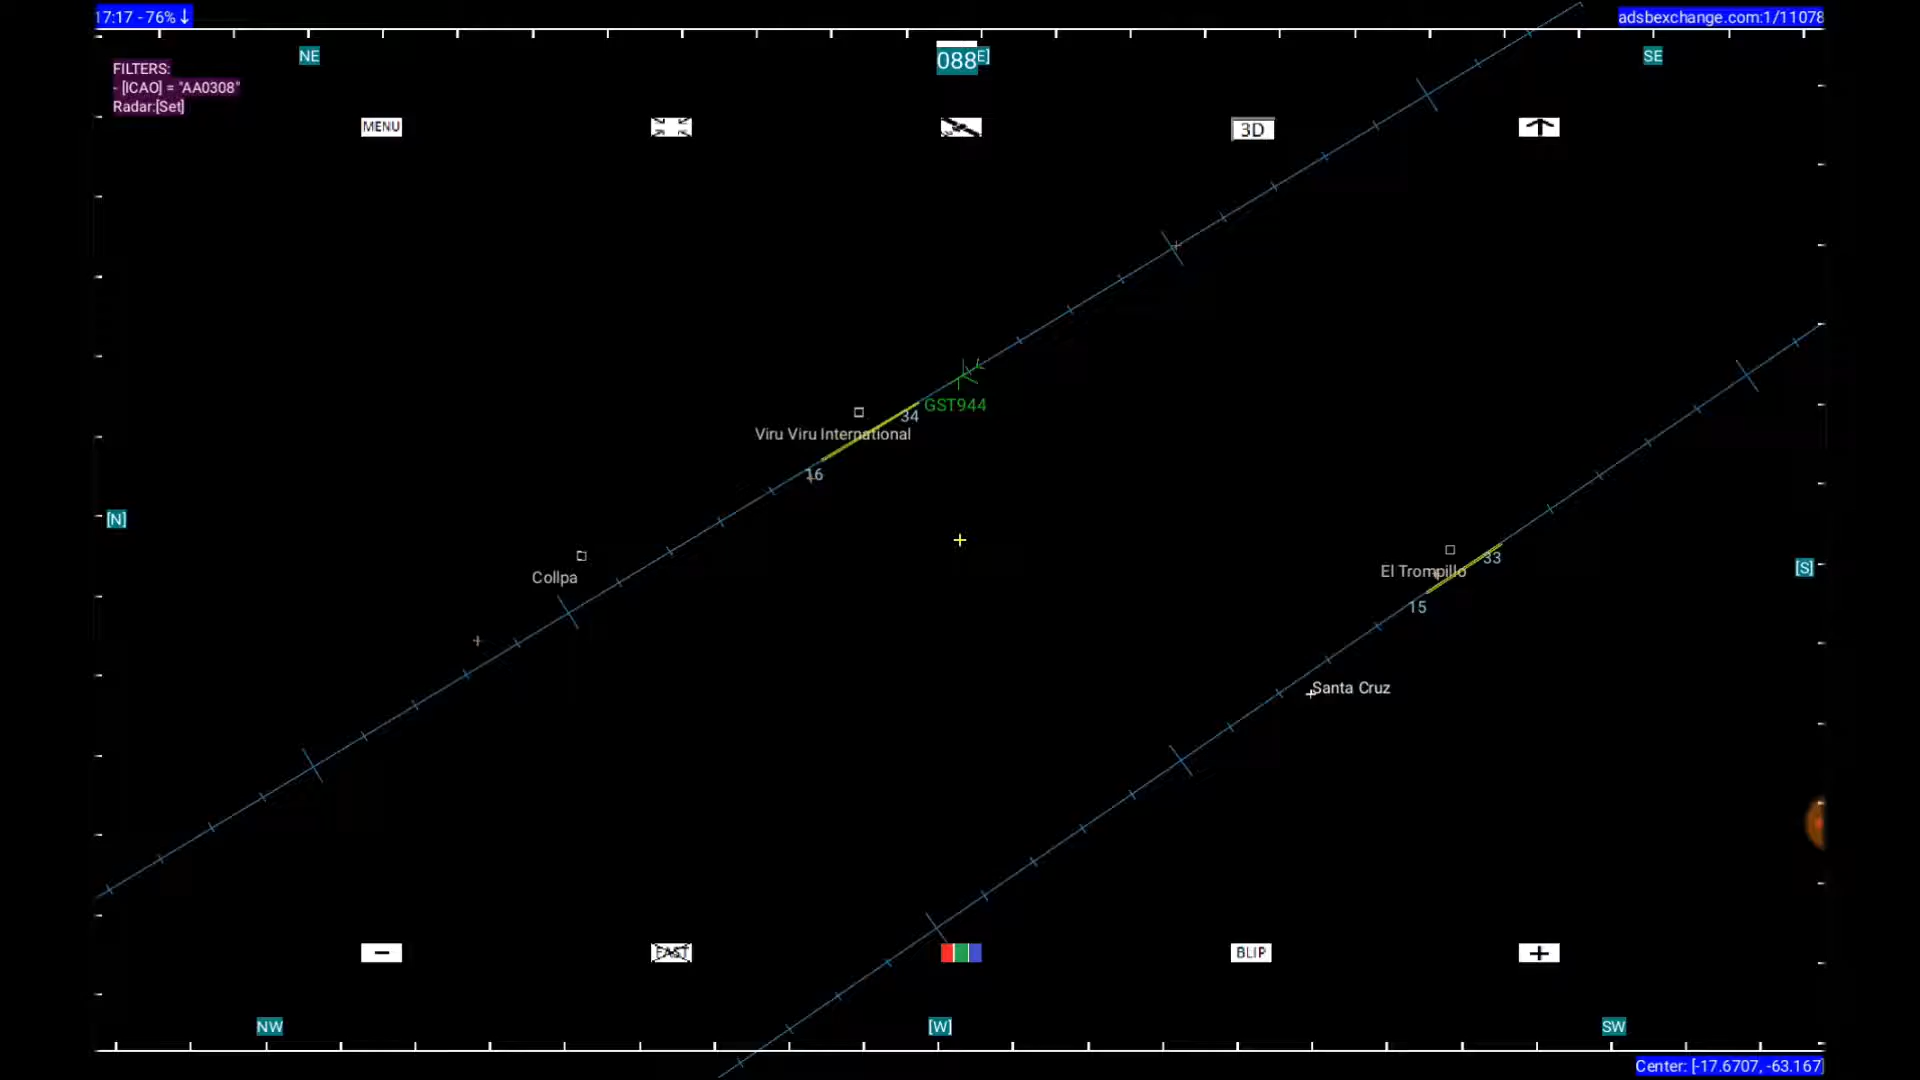 17:17 - 76%↓
adsbexchange.com:1/11078
NE
088
E]
SE
FILTERS:
- [ICAO] = "AA0308"
Radar:[Set]
MENU
3D
GST944
34
Viru Viru International
16
[N]
Collpa
33
El Trompillo
[S]
15
Santa Cruz
FAST
BLIP
NW
[W]
SW
Center: [-17.6707, -63.167]